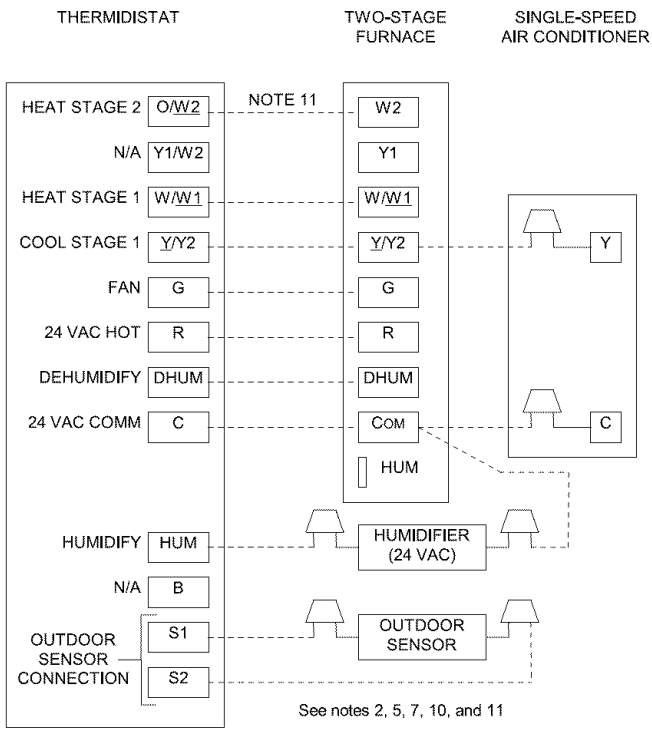 THERMIDISTAT
TWO-STAGE
FURNACE
SINGLE-SPEED
AIR CONDITIONER
HEAT STAGE 2 O/W2 NOTE 11 W2
N/A Y1/W2 Y1
HEAT STAGE 1 W/W1 W/W1
COOL STAGE 1 Y/Y2 Y/Y2 Y
FAN G G
24 VAC HOT R R
DEHUMIDIFY DHUM DHUM
24 VAC COMM C COM C
HUM
HUMIDIFY HUM
HUMIDIFIER
(24 VAC)
N/A B
OUTDOOR
SENSOR
CONNECTION
S1
S2
OUTDOOR
SENSOR
See notes 2, 5, 7, 10, and 11